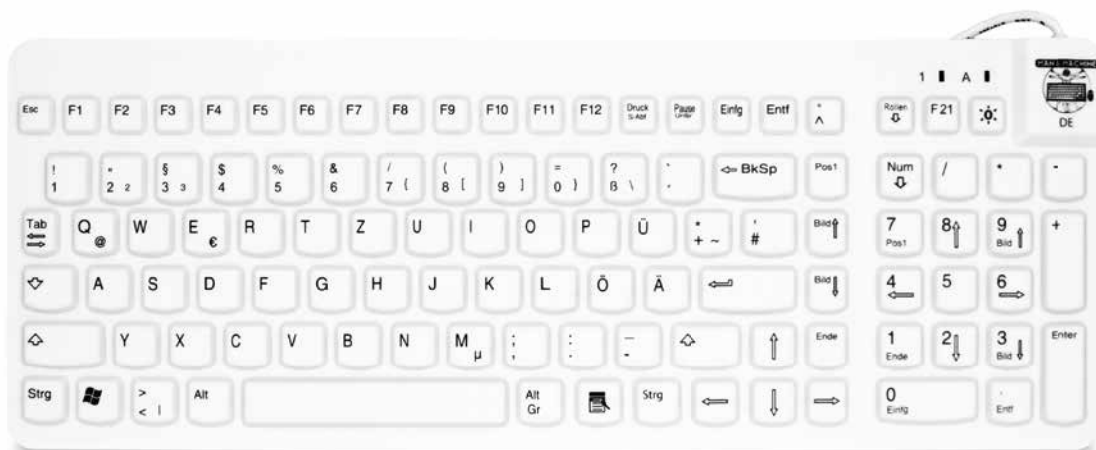 1 A
MAN & MACHINE
DE
Esc F1 F2 F3 F4 F5 F6 F7 F8 F9 F10 F11 F12 Druck S-Abf Pause Untbr Einfg Entf ° ^ Rollen ⇩ F21
! 1 " 2 ² § 3 ³ $ 4 % 5 & 6 / 7 { ( 8 [ ) 9 ] = 0 } ? ß \ ` ´ ⇦ BkSp Pos1 Num ⇩ / * -
Tab Q @ W E € R T Z U I O P Ü * + ~ ' # Bild ⇧ 7 Pos1 8 ⇧ 9 Bild ⇧ +
A S D F G H J K L Ö Ä Bild ⇩ 4 ⇦ 5 6 ⇨
⇧ Y X C V B N M µ ; , : . _ - ⇧ ⇧ Ende 1 Ende 2 ⇩ 3 Bild ⇩ Enter
Strg > < | Alt Alt Gr Strg ⇦ ⇩ ⇨ 0 Einfg , Entf